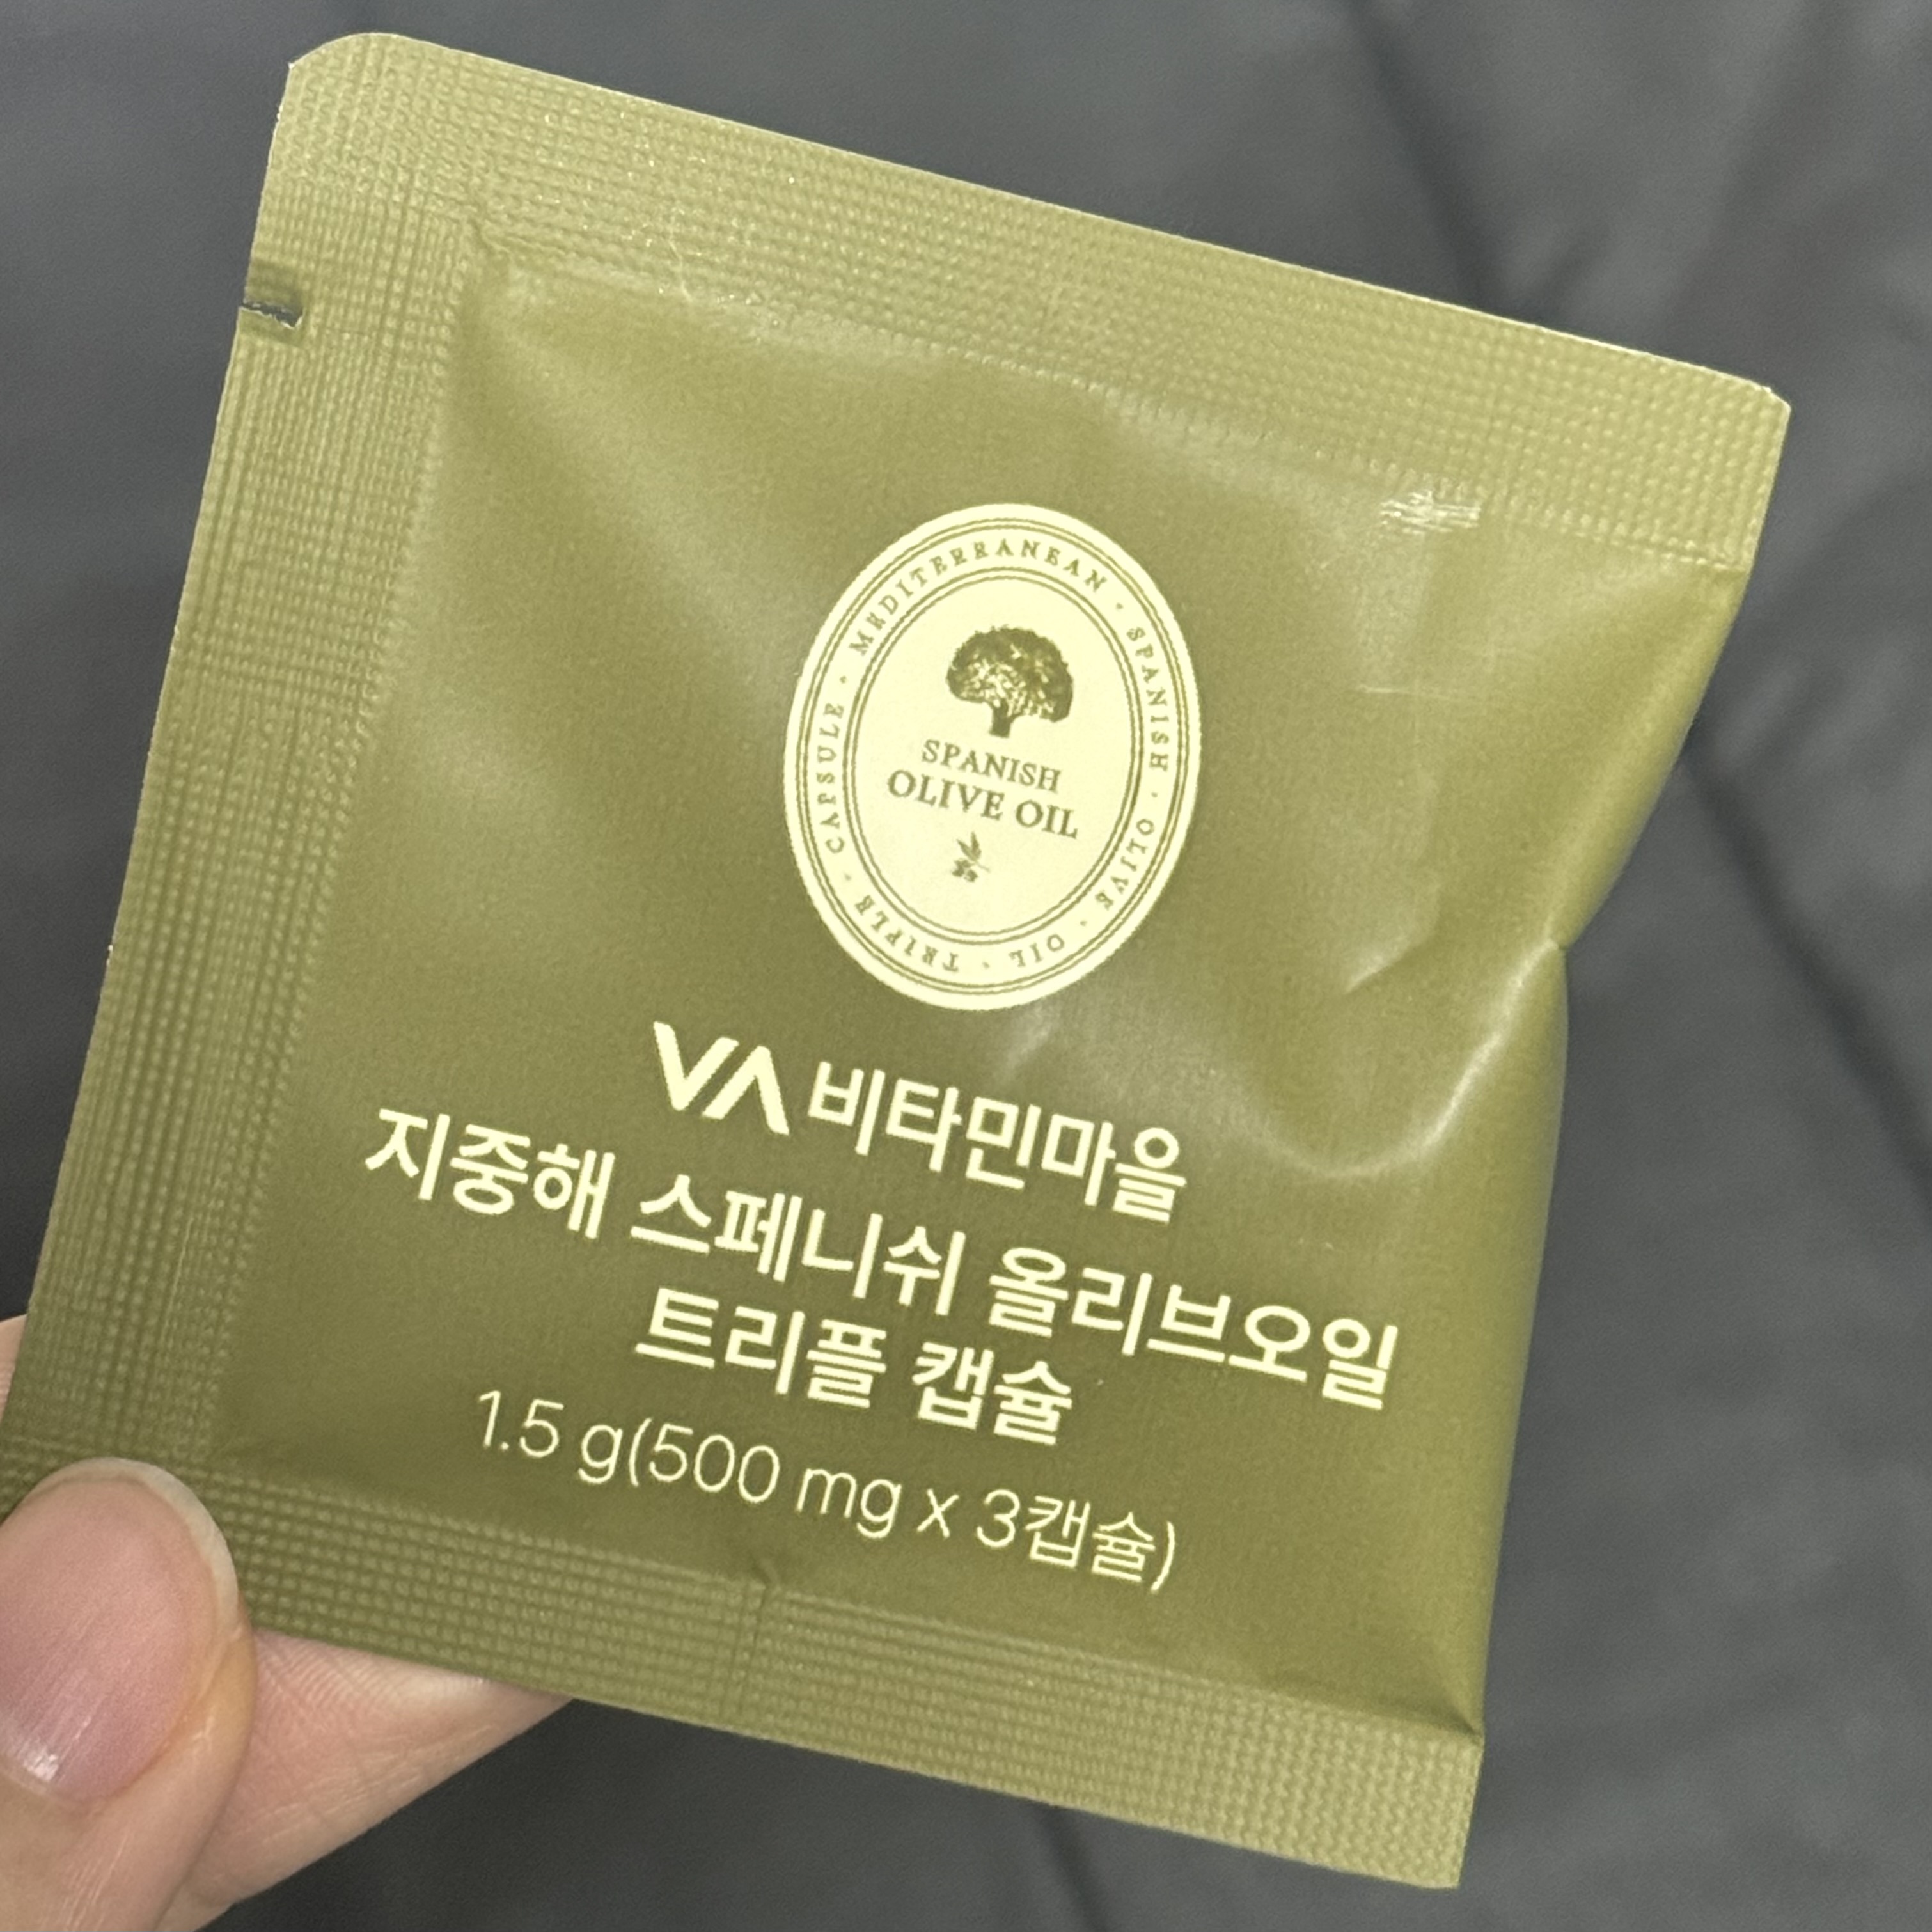 MEDITERRANEAN · SPANISH · OLIVE · OIL · TRIPLE · CAPSULE ·
SPANISH
OLIVE OIL
VA 비타민마을
지중해 스페니쉬 올리브오일
트리플 캡슐
1.5 g(500 mg x 3캡슐)